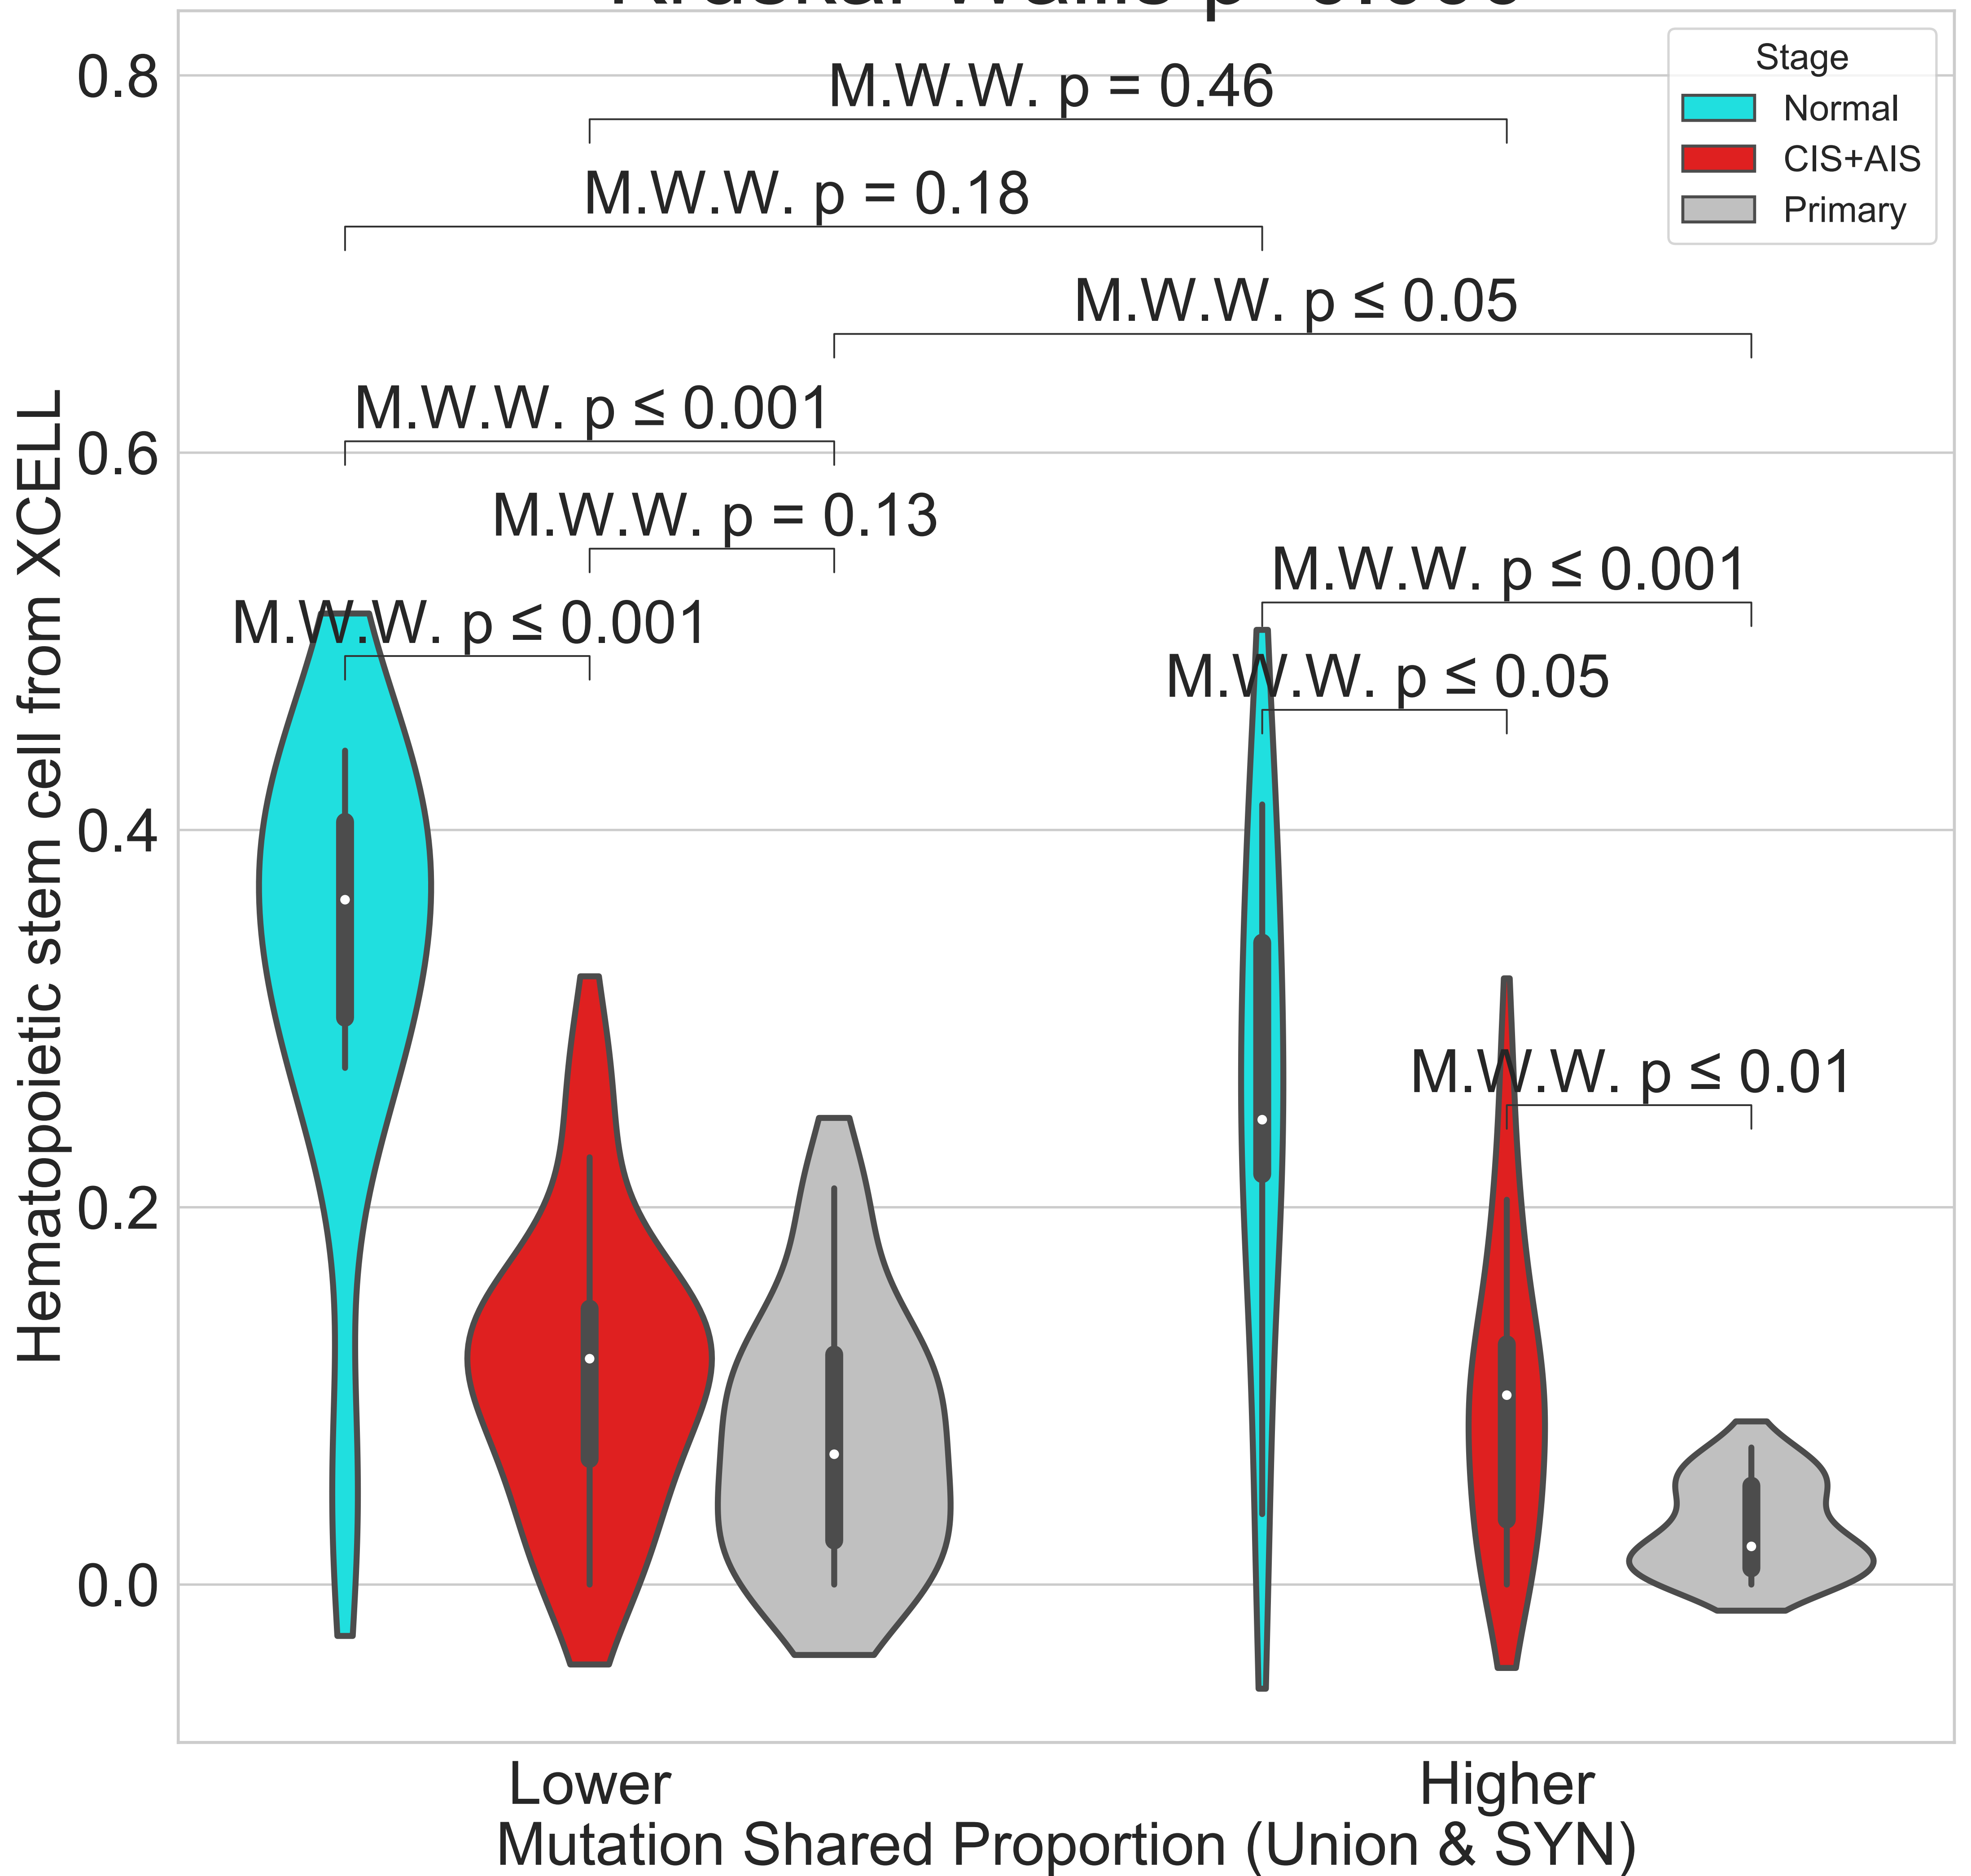 0.8
0.6
0.4
0.2
0.0
Hematopoietic stem cell from XCELL
M.W.W. p = 0.46
M.W.W. p = 0.18
M.W.W. p ≤ 0.05
M.W.W. p ≤ 0.001
M.W.W. p = 0.13
M.W.W. p ≤ 0.001
M.W.W. p ≤ 0.001
M.W.W. p ≤ 0.05
M.W.W. p ≤ 0.01
Stage
Normal
CIS+AIS
Primary
Lower
Higher
Mutation Shared Proportion (Union & SYN)